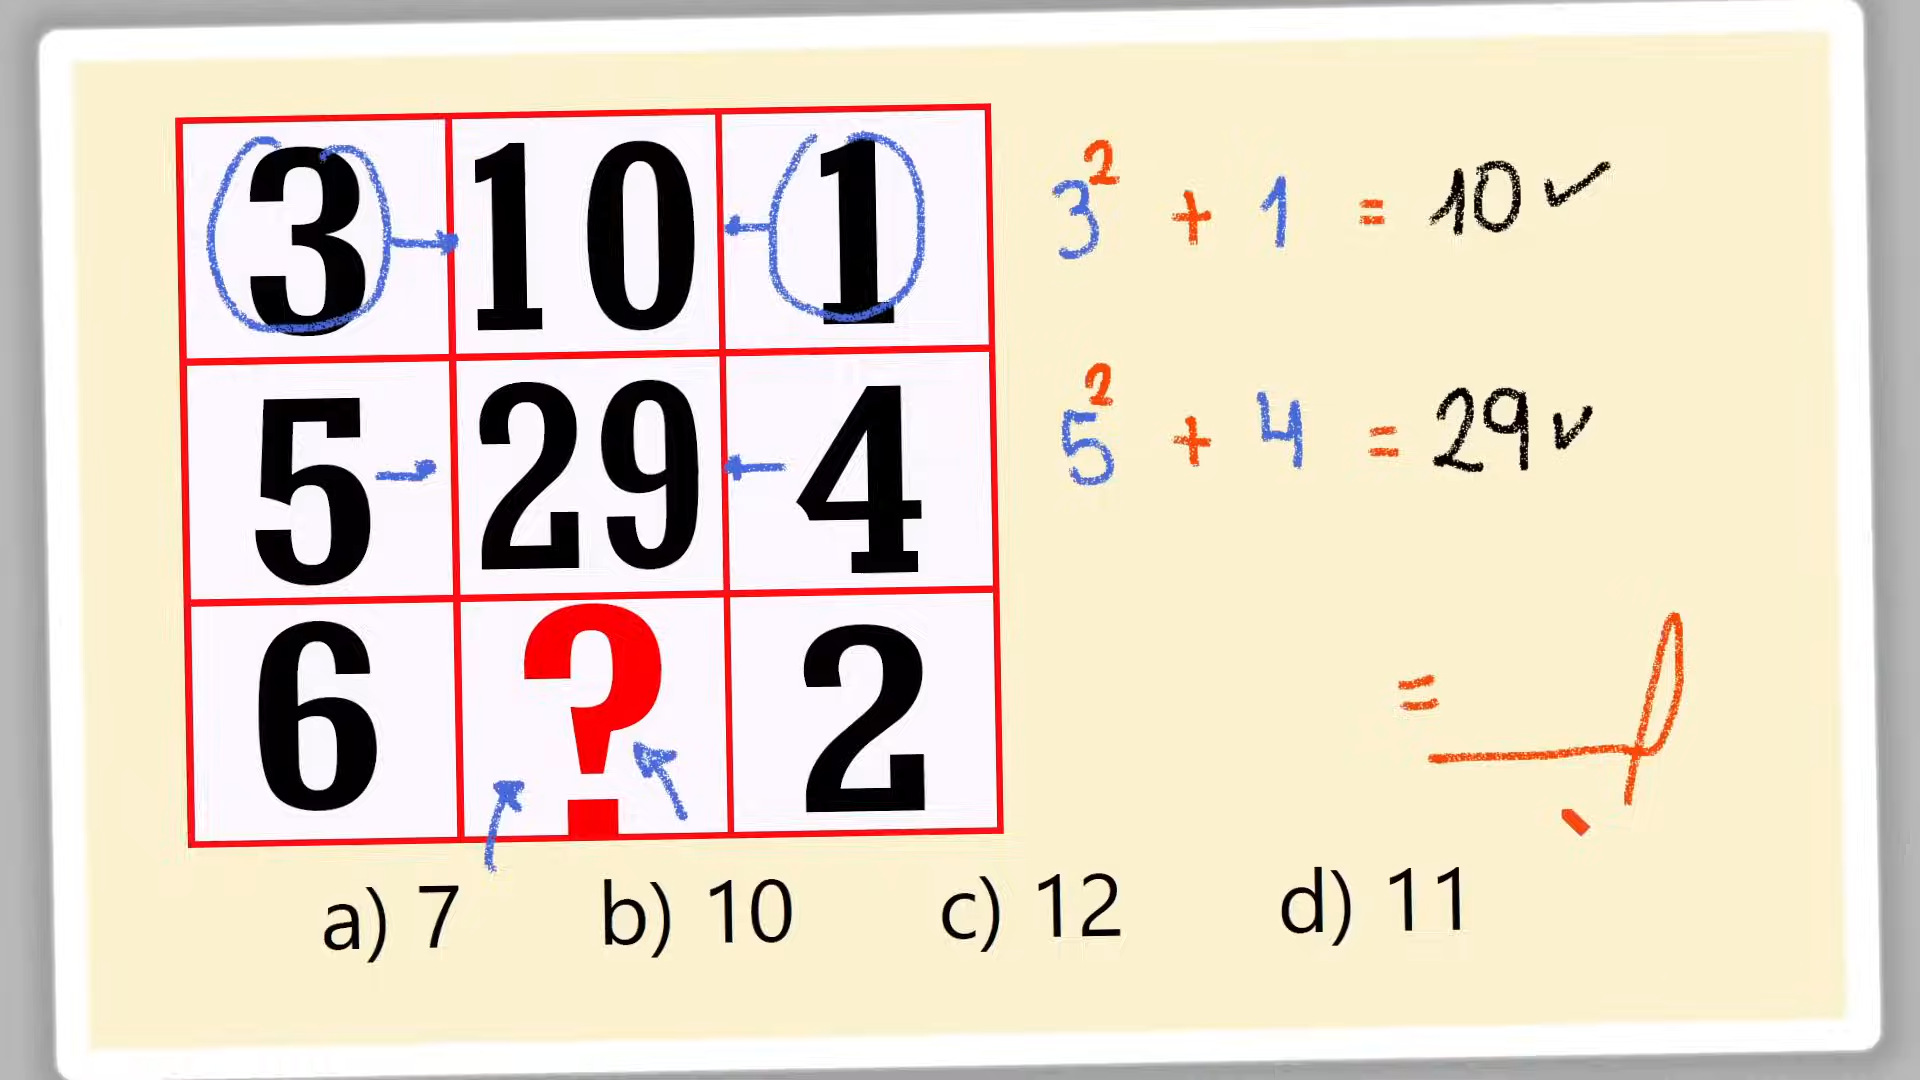 3 10 1
3² + 1 = 10 ✓
5 29 4
5² + 4 = 29 ✓
6 ? 2
=
a) 7 b) 10 c) 12 d) 11